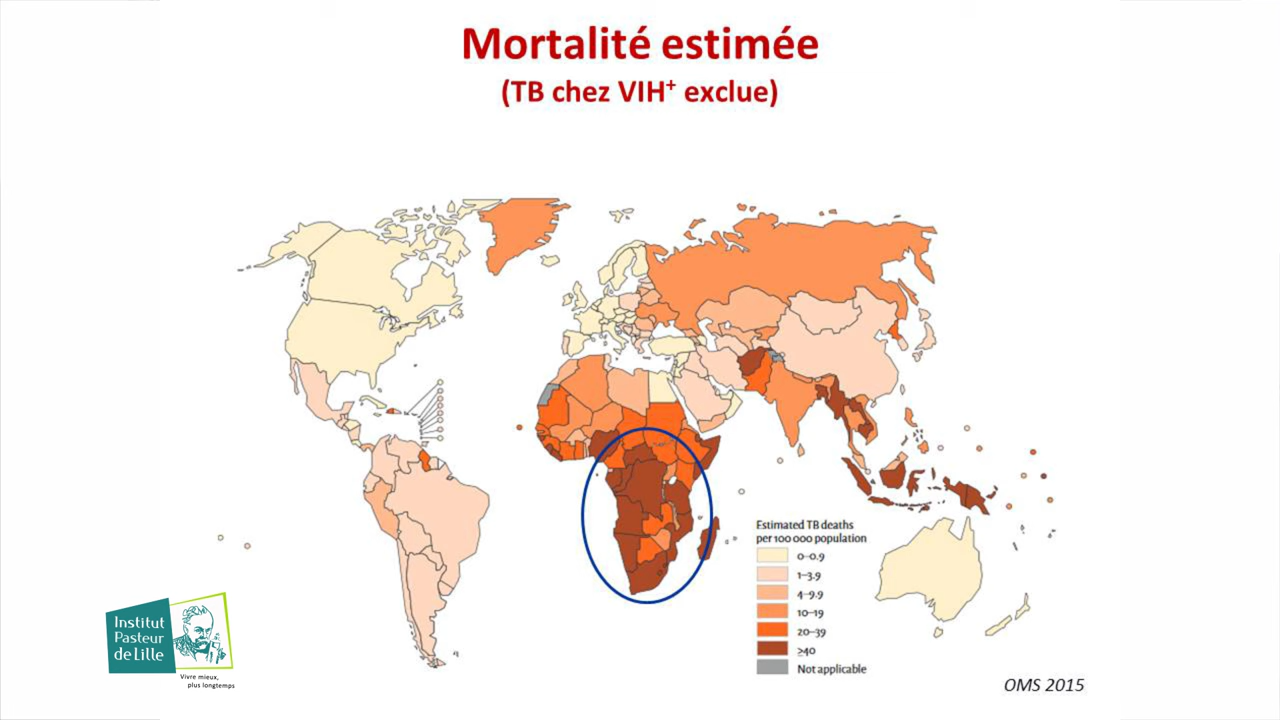 Mortalité estimée
(TB chez VIH+ exclue)
Estimated TB deaths
per 100 000 population
0–0.9
1–3.9
4–9.9
10–19
20–39
≥40
Not applicable
Institut
Pasteur
de Lille
Vivre mieux,
plus longtemps
OMS 2015